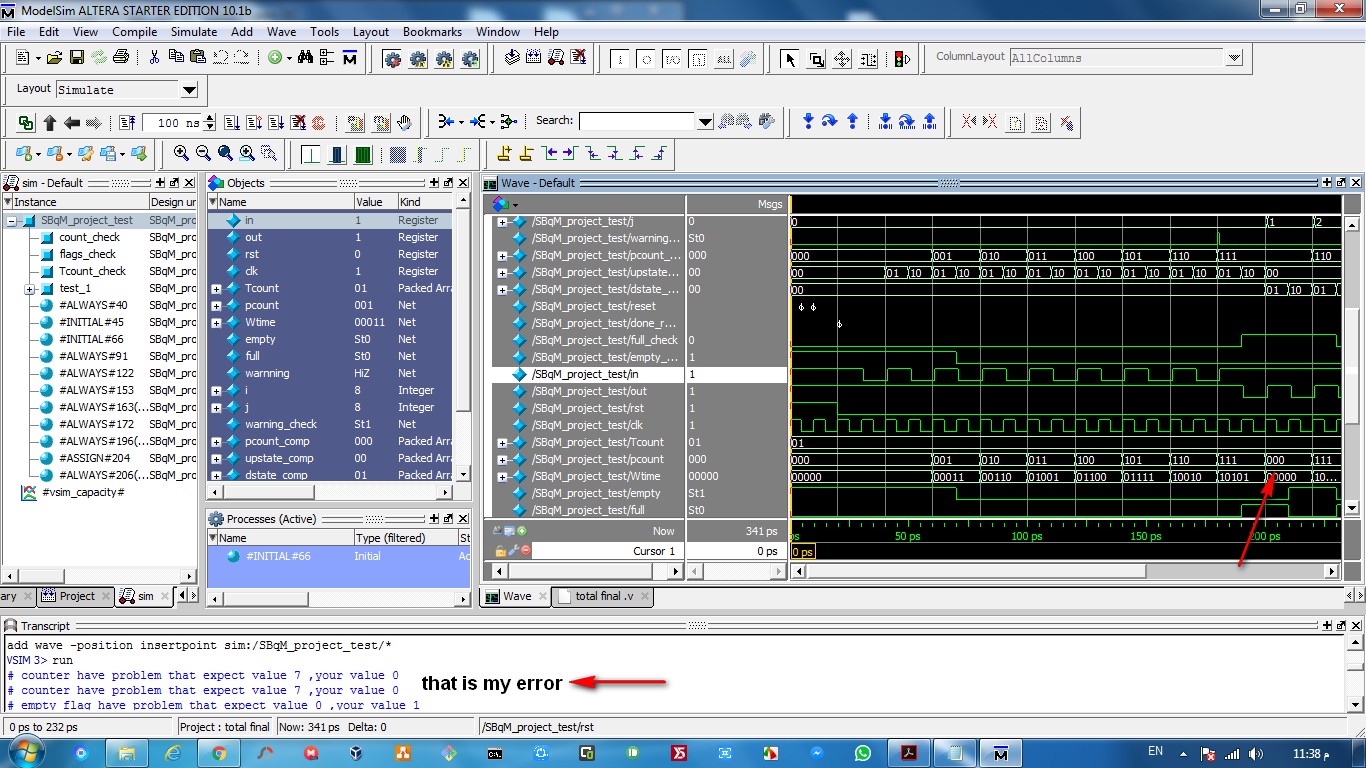 ModelSim ALTERA STARTER EDITION 10.1b
File Edit View Compile Simulate Add Wave Tools Layout Bookmarks Window Help
ColumnLayout AllColumns
Layout Simulate
100 ns Search:
sim - Default
Instance Design un
SBqM_project_test SBqM_pro
count_check SBqM_pro
flags_check SBqM_pro
Tcount_check SBqM_pro
test_1 SBqM_pro
#ALWAYS#40 SBqM_pro
#INITIAL#45 SBqM_pro
#INITIAL#66 SBqM_pro
#ALWAYS#91 SBqM_pro
#ALWAYS#122 SBqM_pro
#ALWAYS#153 SBqM_pro
#ALWAYS#163(... SBqM_pro
#ALWAYS#172 SBqM_pro
#ALWAYS#196(... SBqM_pro
#ASSIGN#204 SBqM_pro
#ALWAYS#206(... SBqM_pro
#vsim_capacity#
ary Project sim
Objects
Name Value Kind
in 1 Register
out 1 Register
rst 0 Register
clk 1 Register
Tcount 01 Packed Arra
pcount 001 Net
Wtime 00011 Net
empty St0 Net
full St0 Net
warnning HiZ Net
i 8 Integer
j 8 Integer
warning_check St1 Net
pcount_comp 000 Packed Arra
upstate_comp 00 Packed Arra
dstate_comp 01 Packed Arra
Processes (Active)
Name Type (filtered) St
#INITIAL#66 Initial Ac
Wave - Default
Msgs
/SBqM_project_test/j 0 0 1 2
/SBqM_project_test/warning... St0
/SBqM_project_test/pcount_... 000 000 001 010 011 100 101 110 111 110
/SBqM_project_test/upstate... 00 00 01 10 01 10 01 10 01 10 01 10 01 10 01 10 01 10 00
/SBqM_project_test/dstate_... 00 00 01 10 01
/SBqM_project_test/reset
/SBqM_project_test/done_r...
/SBqM_project_test/full_check 0
/SBqM_project_test/empty_... 1
/SBqM_project_test/in 1
/SBqM_project_test/out 1
/SBqM_project_test/rst 1
/SBqM_project_test/clk 1
/SBqM_project_test/Tcount 01 01
/SBqM_project_test/pcount 000 000 001 010 011 100 101 110 111 000 111
/SBqM_project_test/Wtime 00000 00000 00011 00110 01001 01100 01111 10010 10101 00000 10...
/SBqM_project_test/empty St1
/SBqM_project_test/full St0
Now 341 ps ps 50 ps 100 ps 150 ps 200 ps
Cursor 1 0 ps 0 ps
Wave total final .v
Transcript
add wave -position insertpoint sim:/SBqM_project_test/*
VSIM 3> run
# counter have problem that expect value 7 ,your value 0
# counter have problem that expect value 7 ,your value 0
# empty flag have problem that expect value 0 ,your value 1
that is my error
0 ps to 232 ps Project : total final Now: 341 ps Delta: 0 /SBqM_project_test/rst
EN 11:38 م